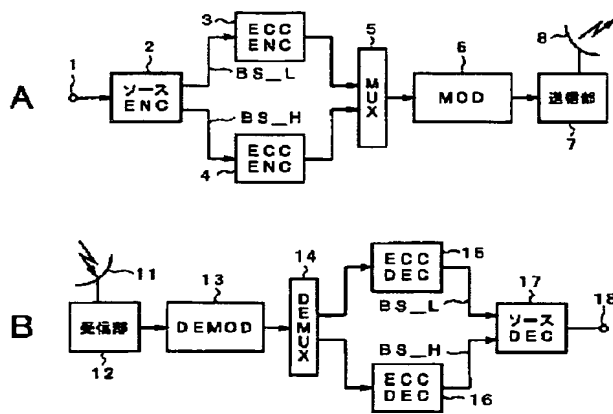 A
1
2
ソース
ENC
3
ECC
ENC
BS_L
BS_H
ECC
ENC
4
5
MUX
6
MOD
8
送信部
7
B
11
受信部
12
13
DEMOD
14
DEMUX
15
ECC
DEC
BS_L
BS_H
ECC
DEC
16
17
ソース
DEC
18